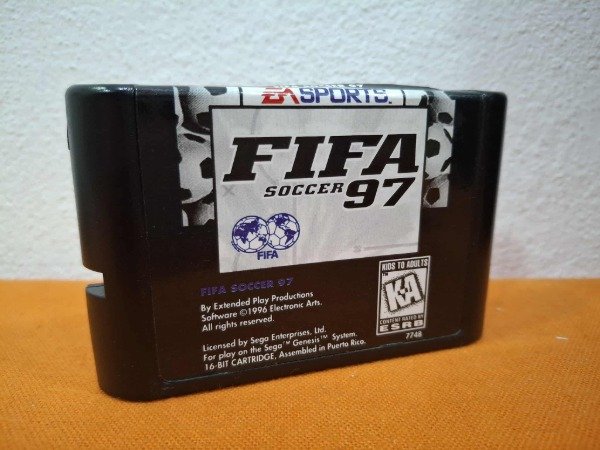 EA SPORTS™
FIFA
SOCCER 97
FIFA
FIFA SOCCER 97
By Extended Play Productions
Software ©1996 Electronic Arts.
All rights reserved.
Licensed by Sega Enterprises, Ltd.
For play on the Sega™ Genesis™ System.
16-BIT CARTRIDGE, Assembled in Puerto Rico.
KIDS TO ADULTS
K-A
CONTENT RATED BY
ESRB
7748